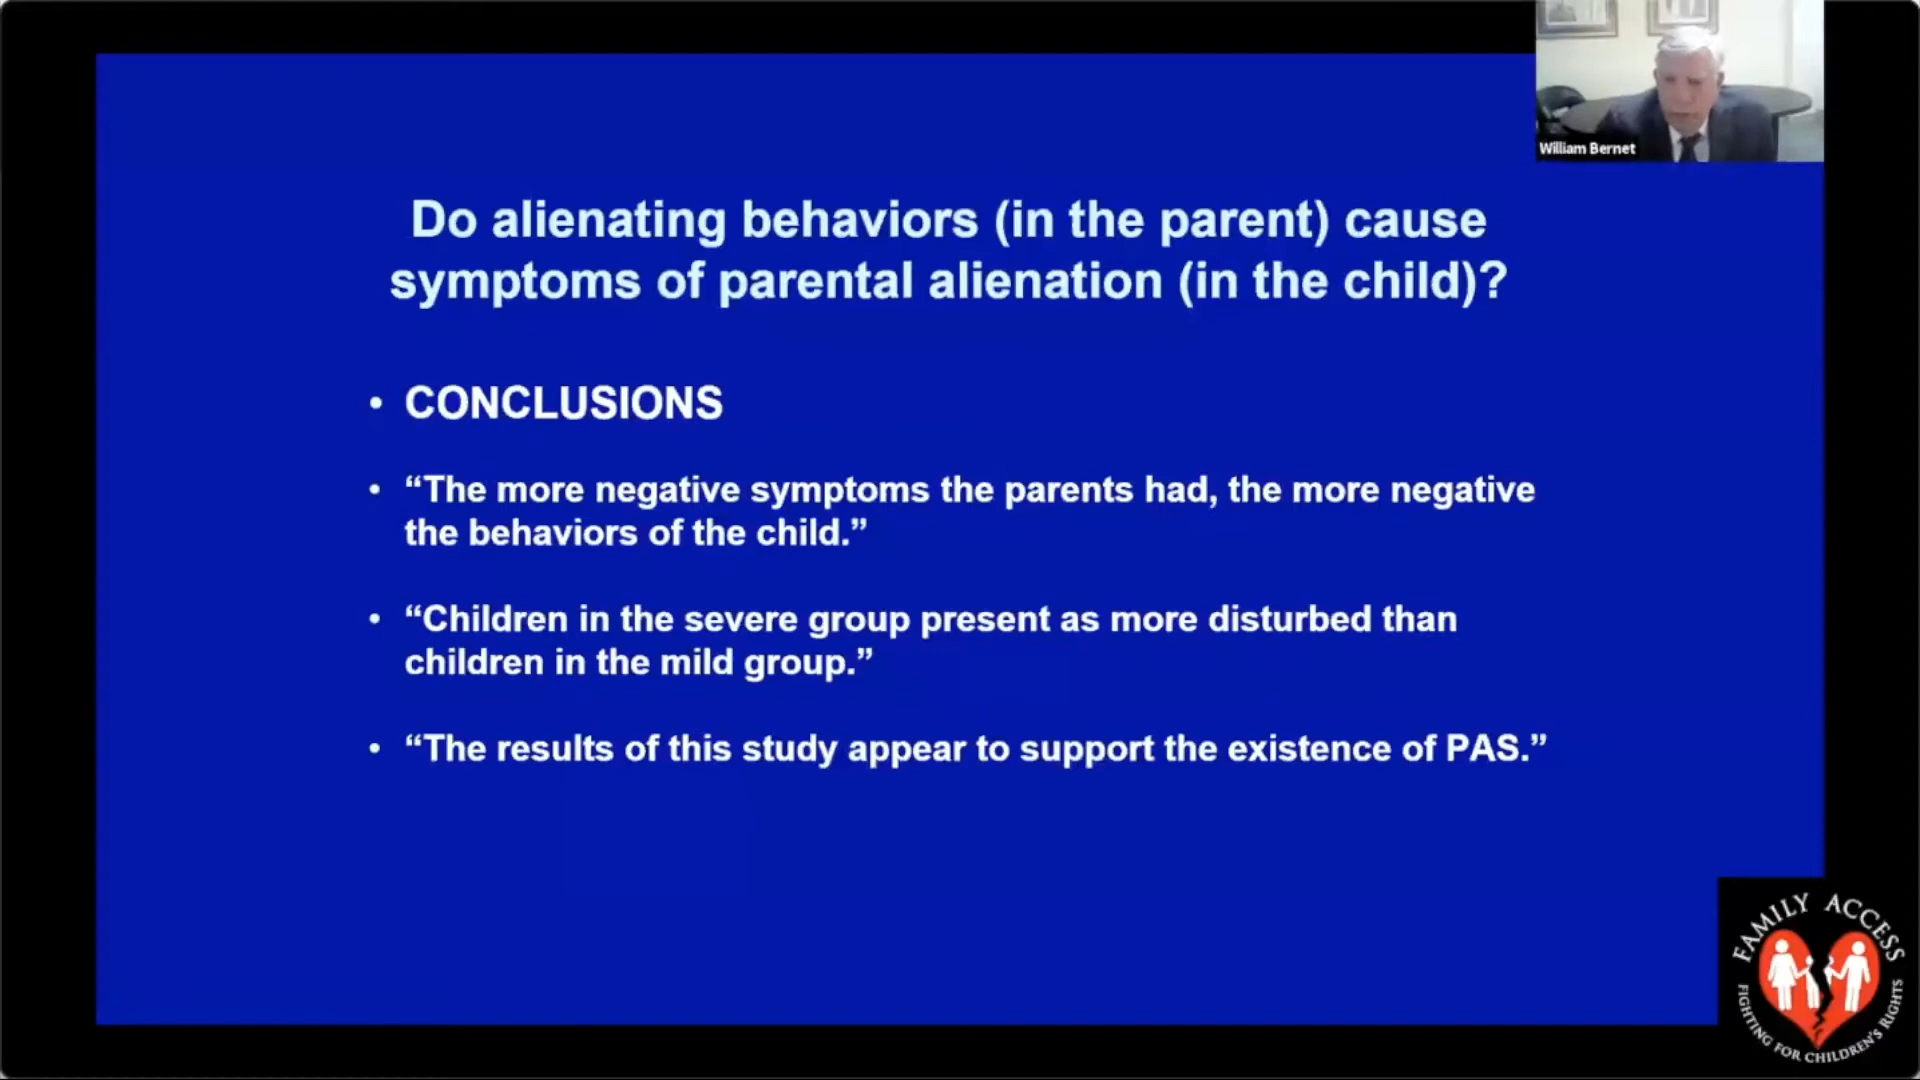 William Bernet
Do alienating behaviors (in the parent) cause
symptoms of parental alienation (in the child)?
• CONCLUSIONS
• “The more negative symptoms the parents had, the more negative
the behaviors of the child.”
• “Children in the severe group present as more disturbed than
children in the mild group.”
• “The results of this study appear to support the existence of PAS.”
FAMILY ACCESS
FIGHTING FOR CHILDREN'S RIGHTS